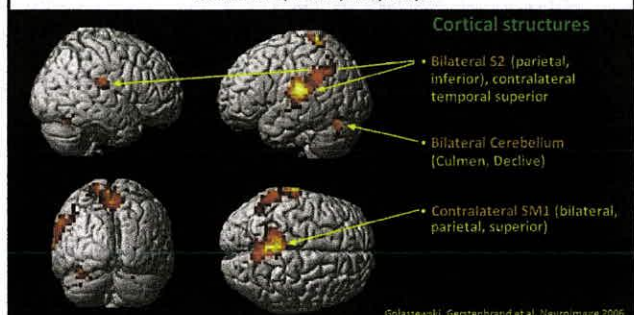 Cortical structures
• Bilateral S2 (parietal,
inferior), contralateral
temporal superior
• Bilateral Cerebelium
(Culmen, Declive)
• Contralateral SM1 (bilateral,
parietal, superior)
Golaszewski, Gerstenbrand et al. Neuroimage 2006